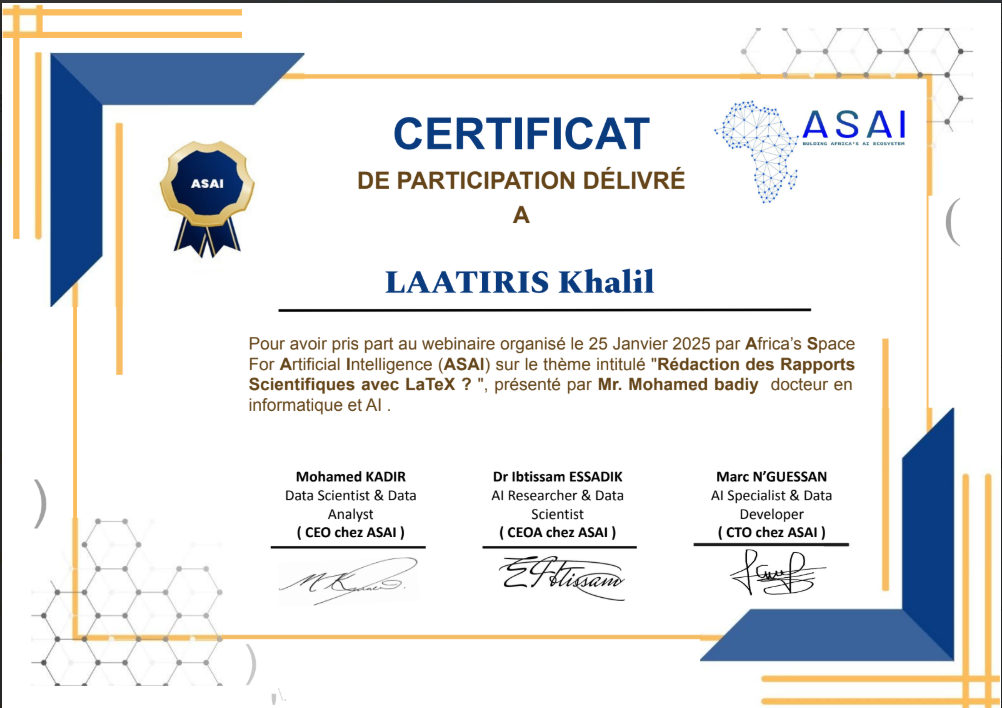 CERTIFICAT
DE PARTICIPATION DÉLIVRÉ
A
ASAI
BUILDING AFRICA'S AI ECOSYSTEM
ASAI
LAATIRIS Khalil
Pour avoir pris part au webinaire organisé le 25 Janvier 2025 par Africa's Space
For Artificial Intelligence (ASAI) sur le thème intitulé "Rédaction des Rapports
Scientifiques avec LaTeX ? ", présenté par Mr. Mohamed badiy docteur en
informatique et AI .
Mohamed KADIR
Data Scientist & Data
Analyst
( CEO chez ASAI )
Dr Ibtissam ESSADIK
AI Researcher & Data
Scientist
( CEOA chez ASAI )
Marc N'GUESSAN
AI Specialist & Data
Developer
( CTO chez ASAI )